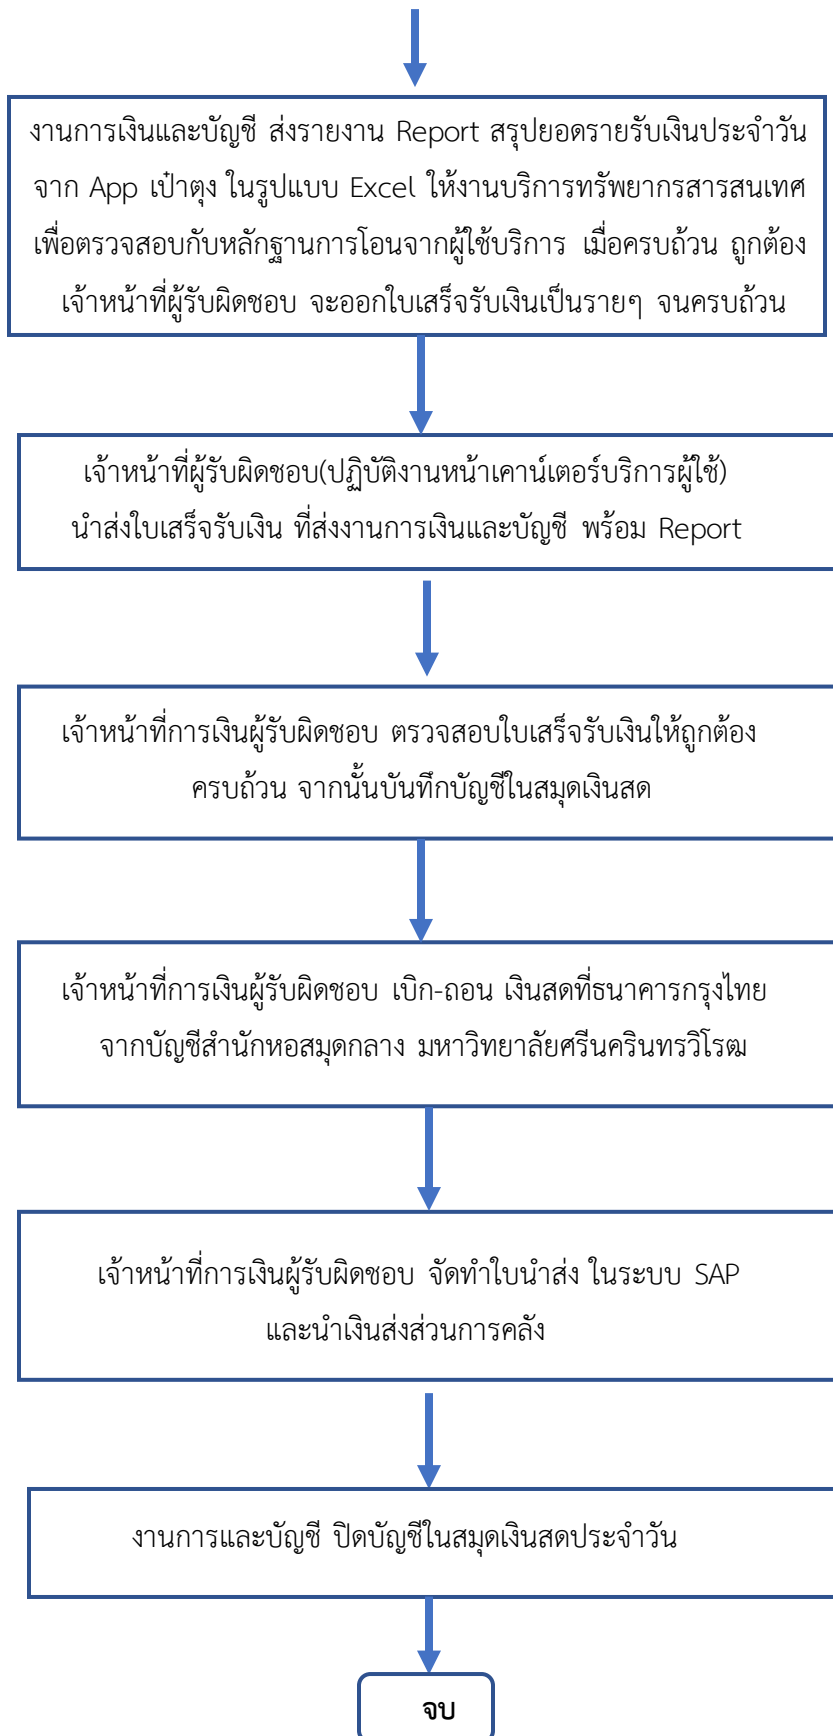 งานการเงินและบัญชี ส่งรายงาน Report สรุปยอดรายรับเงินประจำวัน
จาก App เป๋าตุง ในรูปแบบ Excel ให้งานบริการทรัพยากรสารสนเทศ
เพื่อตรวจสอบกับหลักฐานการโอนจากผู้ใช้บริการ เมื่อครบถ้วน ถูกต้อง
เจ้าหน้าที่ผู้รับผิดชอบ จะออกใบเสร็จรับเงินเป็นรายๆ จนครบถ้วน
เจ้าหน้าที่ผู้รับผิดชอบ(ปฏิบัติงานหน้าเคาน์เตอร์บริการผู้ใช้)
นำส่งใบเสร็จรับเงิน ที่ส่งงานการเงินและบัญชี พร้อม Report
เจ้าหน้าที่การเงินผู้รับผิดชอบ ตรวจสอบใบเสร็จรับเงินให้ถูกต้อง
ครบถ้วน จากนั้นบันทึกบัญชีในสมุดเงินสด
เจ้าหน้าที่การเงินผู้รับผิดชอบ เบิก-ถอน เงินสดที่ธนาคารกรุงไทย
จากบัญชีสำนักหอสมุดกลาง มหาวิทยาลัยศรีนครินทรวิโรฒ
เจ้าหน้าที่การเงินผู้รับผิดชอบ จัดทำใบนำส่ง ในระบบ SAP
และนำเงินส่งส่วนการคลัง
งานการและบัญชี ปิดบัญชีในสมุดเงินสดประจำวัน
จบ